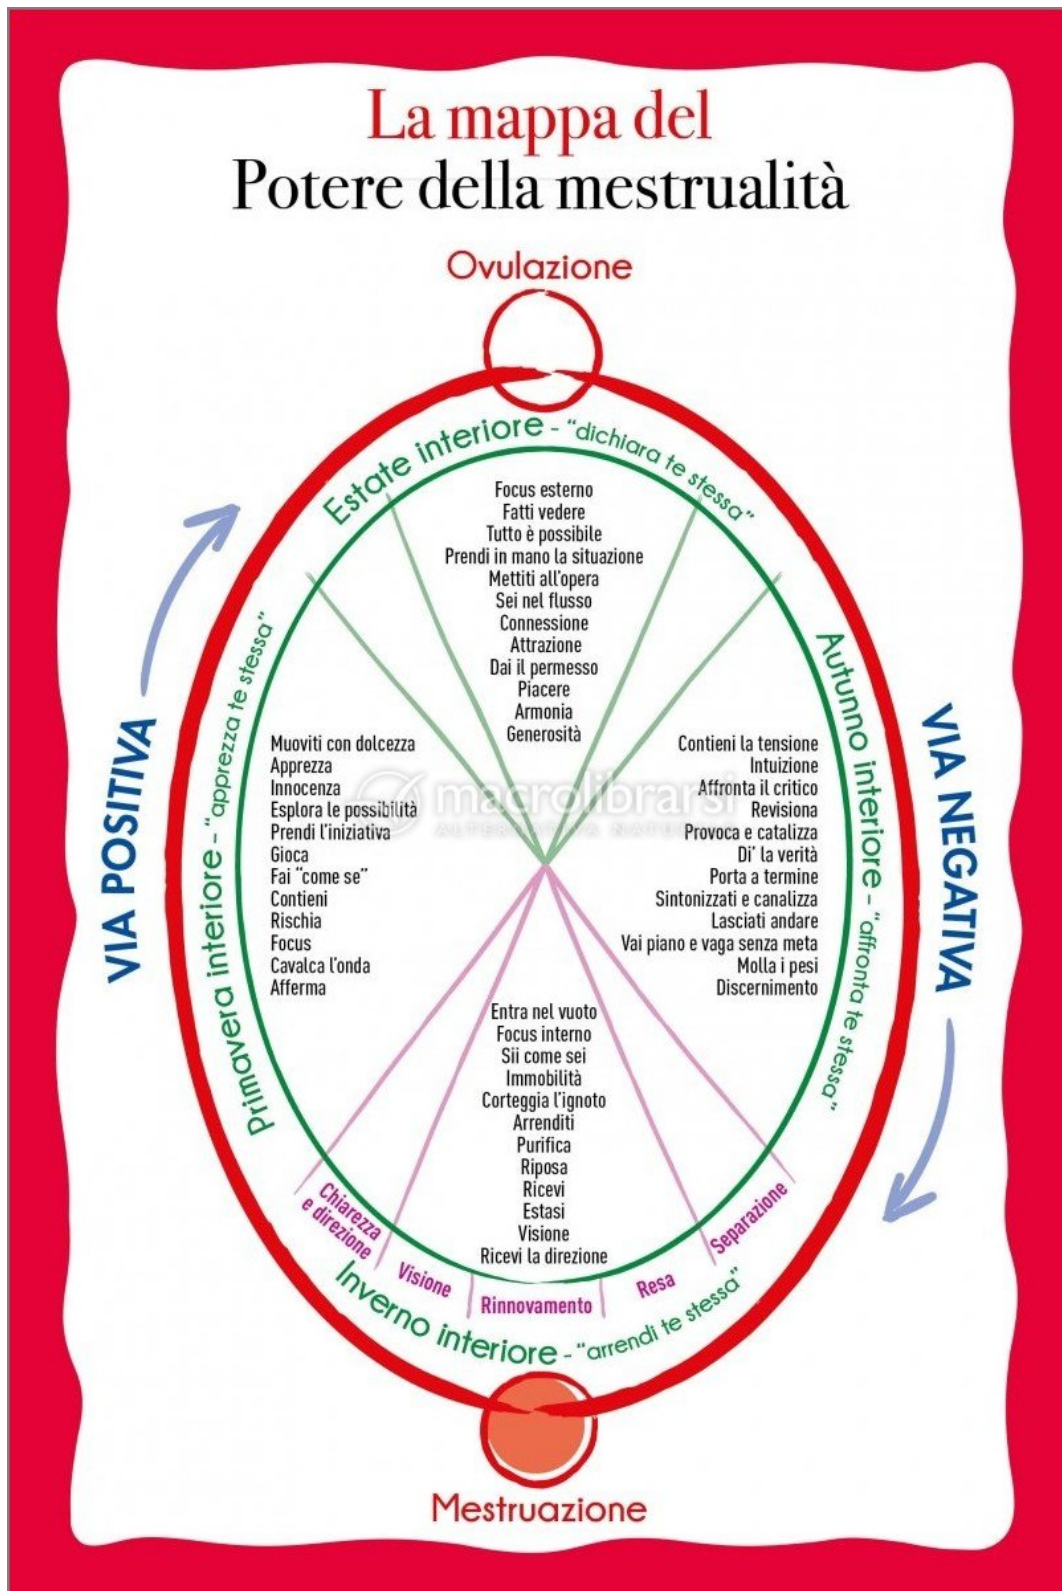 La mappa del
Potere della mestrualità
Ovulazione
Estate interiore - “dichiara te stessa”
Focus esterno
Fatti vedere
Tutto è possibile
Prendi in mano la situazione
Mettiti all'opera
Sei nel flusso
Connessione
Attrazione
Dai il permesso
Piacere
Armonia
Generosità
VIA POSITIVA
Primavera interiore - “apprezza te stessa”
Muoviti con dolcezza
Apprezza
Innocenza
Esplora le possibilità
Prendi l'iniziativa
Gioca
Fai “come se”
Contieni
Rischia
Focus
Cavalca l'onda
Afferma
macrolibrarsi
ALTERNATIVA NATURALE
Contieni la tensione
Intuizione
Affronta il critico
Revisiona
Provoca e catalizza
Di' la verità
Porta a termine
Sintonizzati e canalizza
Lasciati andare
Vai piano e vaga senza meta
Molla i pesi
Discernimento
Autunno interiore - “affronta te stessa”
VIA NEGATIVA
Entra nel vuoto
Focus interno
Sii come sei
Immobilità
Corteggia l'ignoto
Arrenditi
Purifica
Riposa
Ricevi
Estasi
Visione
Ricevi la direzione
Chiarezza
e direzione
Visione
Rinnovamento
Resa
Separazione
Inverno interiore - “arrendi te stessa”
Mestruazione